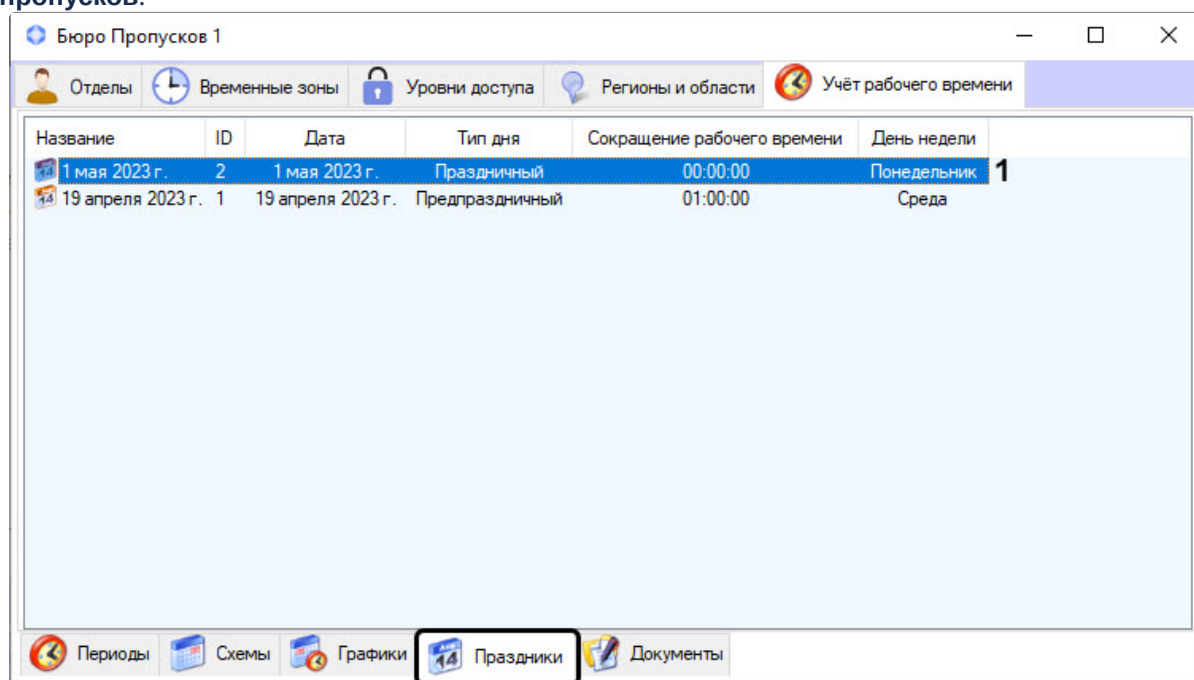 пропусков.
Бюро Пропусков 1
Отделы Временные зоны Уровни доступа Регионы и области Учёт рабочего времени
Название ID Дата Тип дня Сокращение рабочего времени День недели
1 мая 2023 г. 2 1 мая 2023 г. Праздничный 00:00:00 Понедельник 1
19 апреля 2023 г. 1 19 апреля 2023 г. Предпраздничный 01:00:00 Среда
Периоды Схемы Графики Праздники Документы